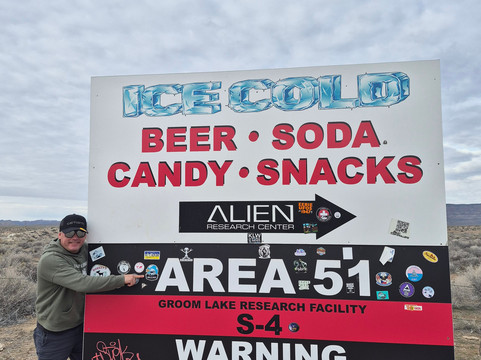 ICE COLD
BEER • SODA
CANDY • SNACKS
ALIEN
RESEARCH CENTER
AREA 51
GROOM LAKE RESEARCH FACILITY
S-4
WARNING